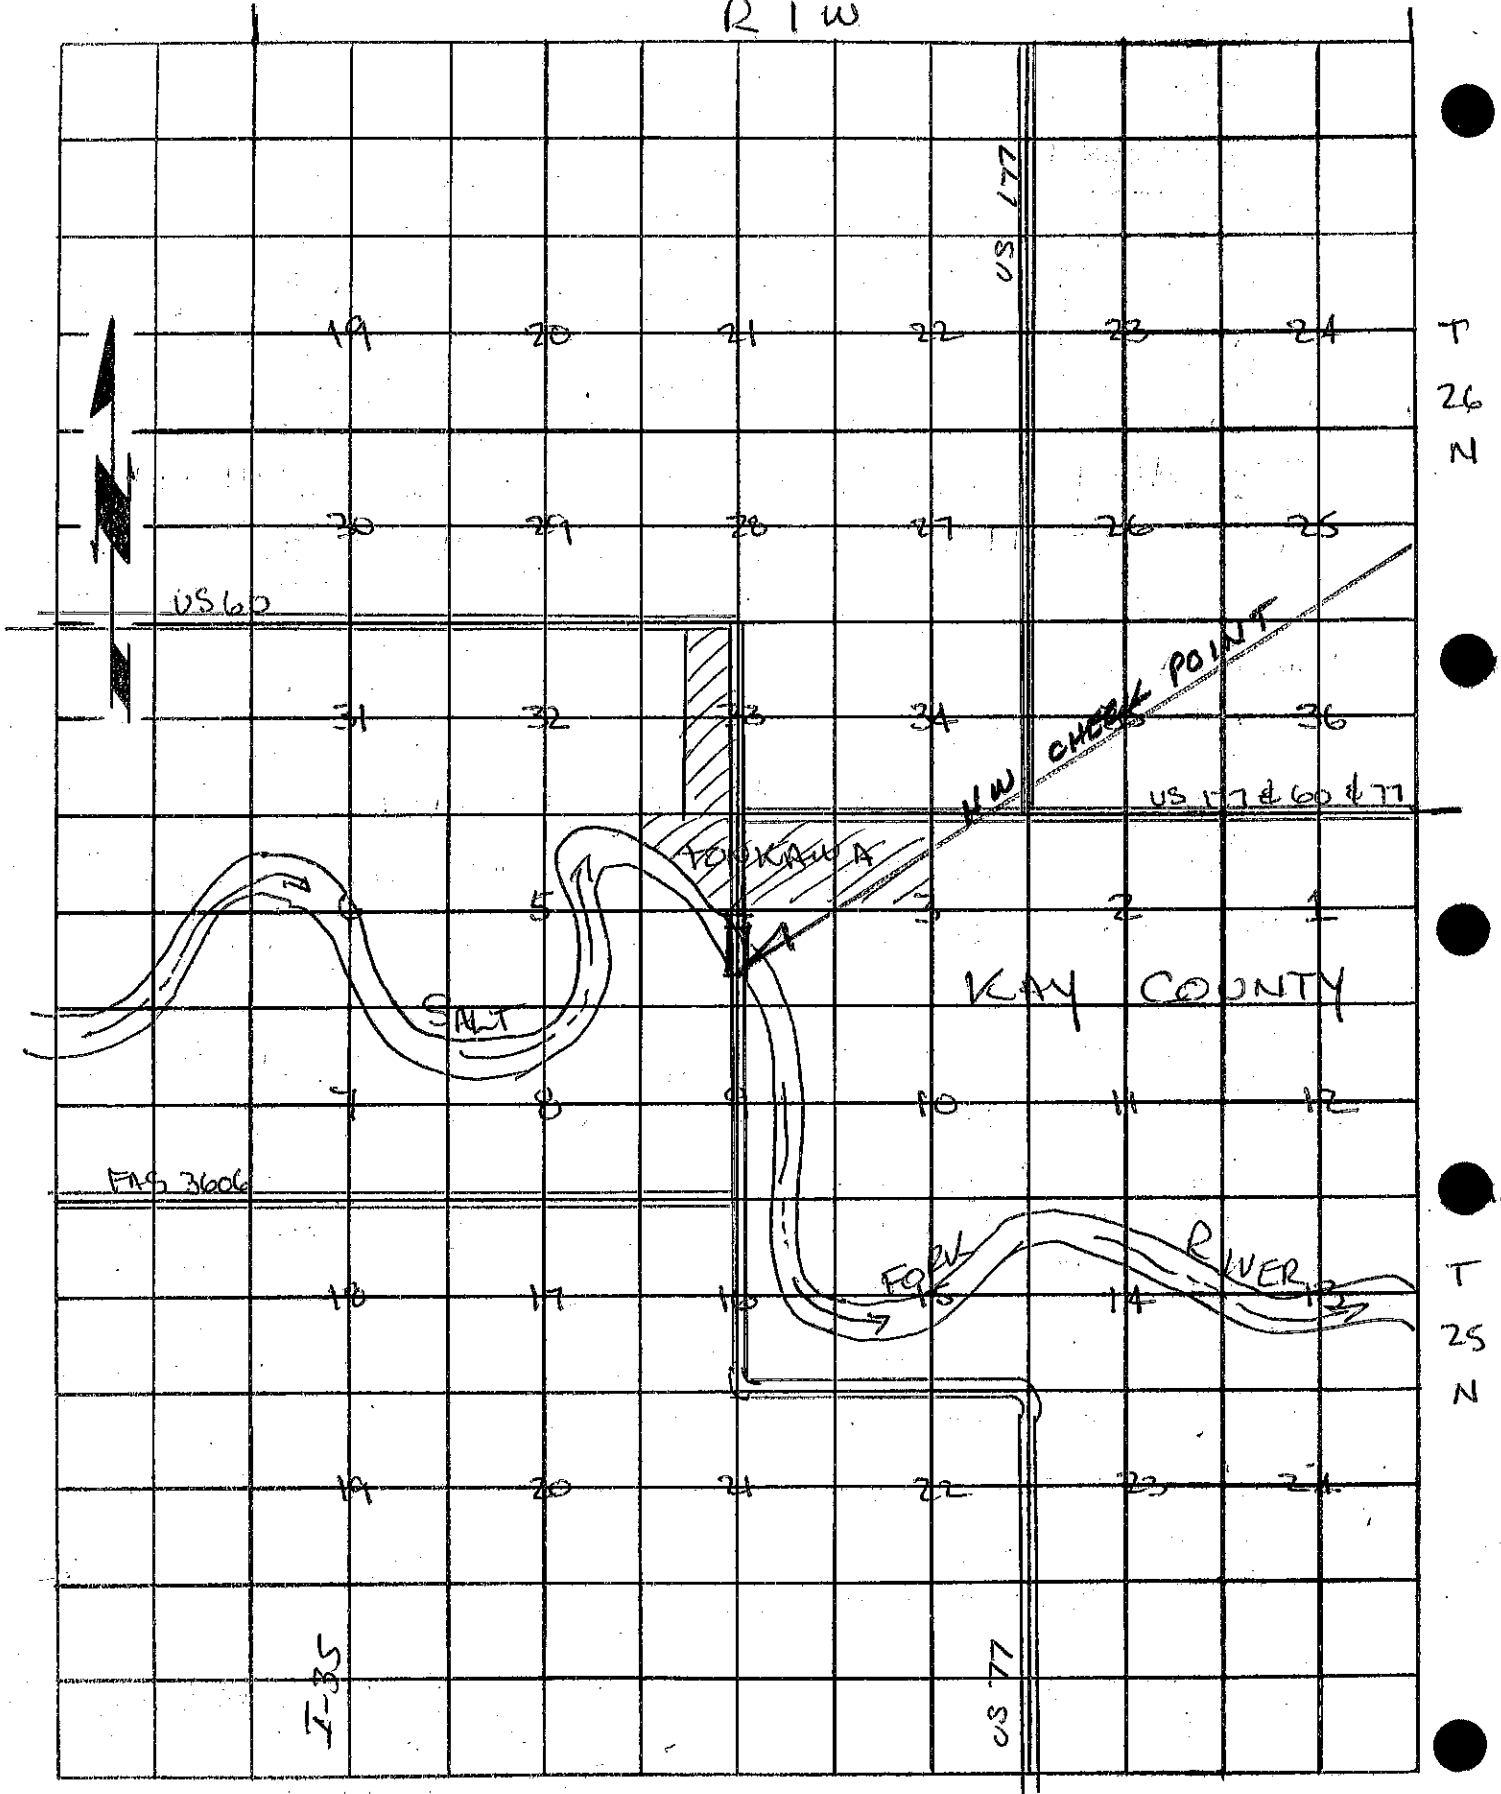 R 1 W
US 177
19 20 21 22 23 24
T
26
N
30 29 28 27 26 25
US 60
31 32 33 34 36
HW CHECK POINT
US 177 & 60 & 77
TONKAWA
6 5 3 2 1
KAY COUNTY
SALT
7 8 9 10 11 12
FAS 3606
FORK RIVER
18 17 16 15 14 13
T
25
N
19 20 21 22 23 24
I-35
US 77
N